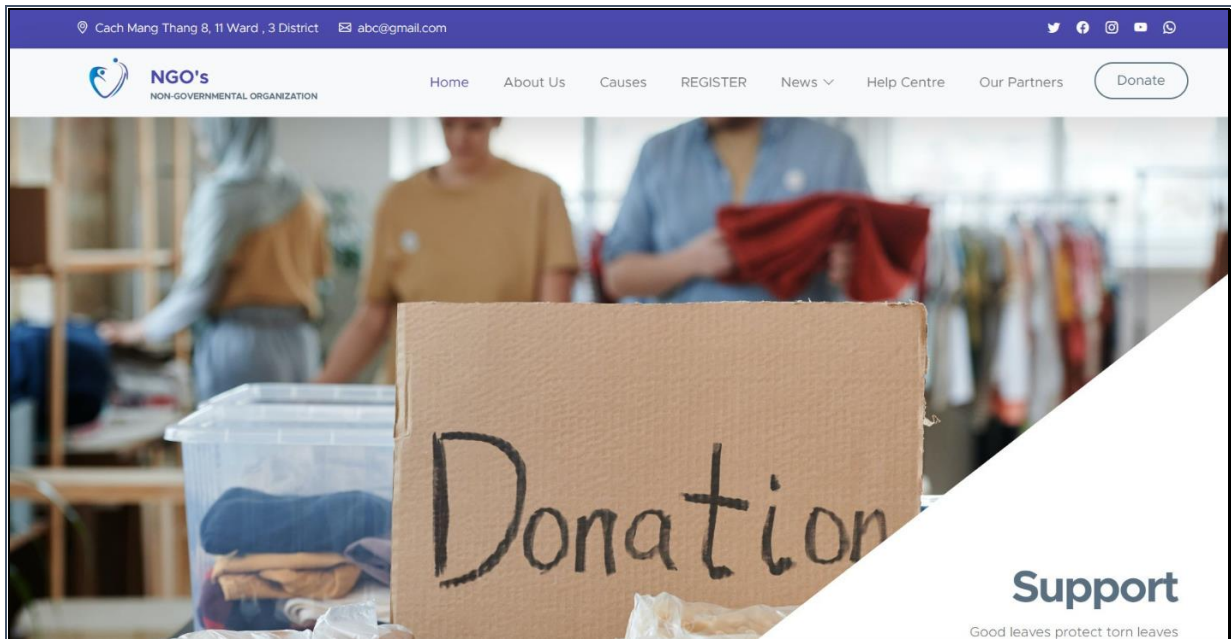 Cach Mang Thang 8, 11 Ward , 3 District abc@gmail.com
NGO's
NON-GOVERNMENTAL ORGANIZATION
Home About Us Causes REGISTER News Help Centre Our Partners Donate
Donation
Support
Good leaves protect torn leaves